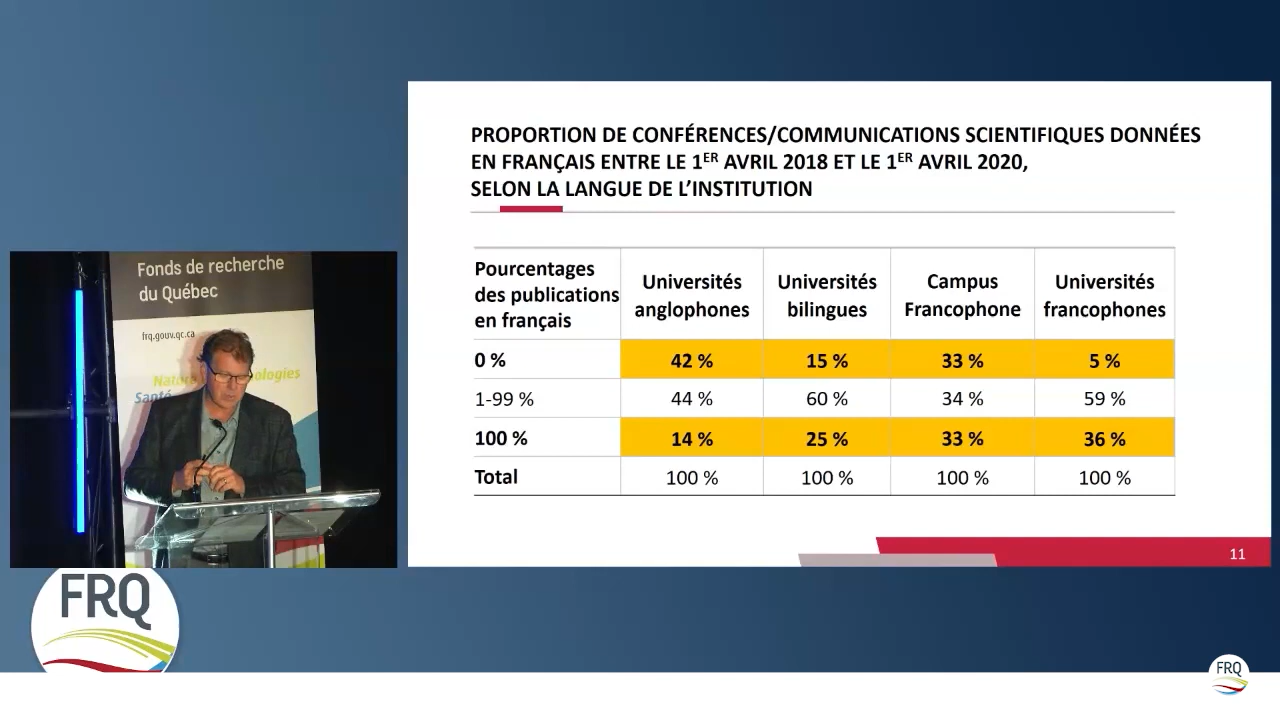 PROPORTION DE CONFÉRENCES/COMMUNICATIONS SCIENTIFIQUES DONNÉES
EN FRANÇAIS ENTRE LE 1ER AVRIL 2018 ET LE 1ER AVRIL 2020,
SELON LA LANGUE DE L'INSTITUTION
Pourcentages des publications en français Universités anglophones Universités bilingues Campus Francophone Universités francophones
0 % 42 % 15 % 33 % 5 %
1-99 % 44 % 60 % 34 % 59 %
100 % 14 % 25 % 33 % 36 %
Total 100 % 100 % 100 % 100 %
11
Fonds de recherche
du Québec
frq.gouv.qc.ca
FRQ
FRQ